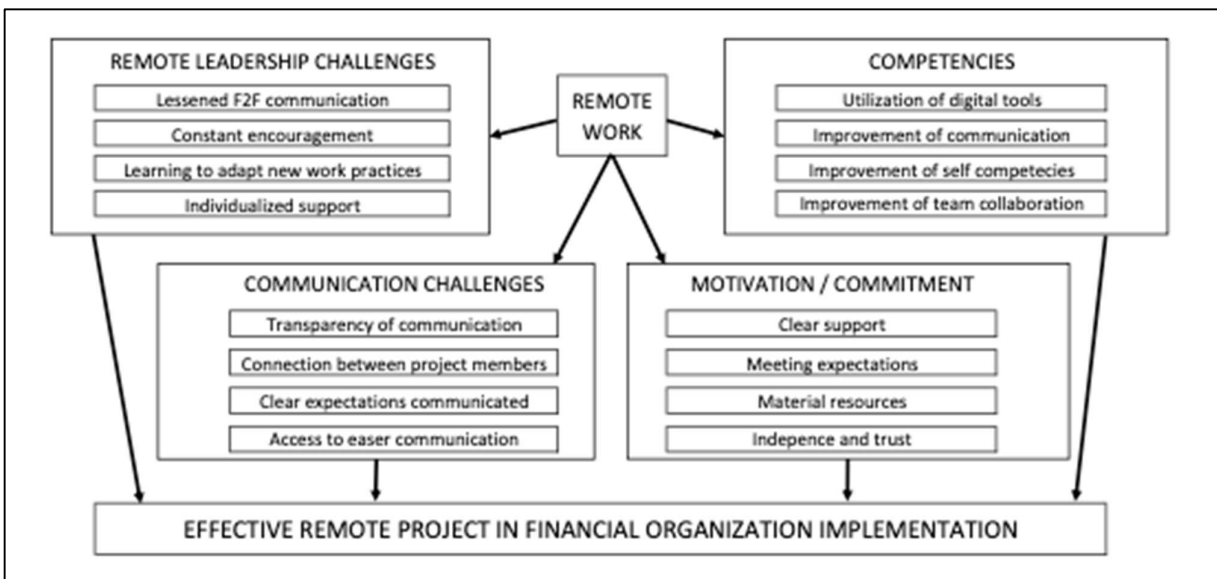 REMOTE LEADERSHIP CHALLENGES
Lessened F2F communication
Constant encouragement
Learning to adapt new work practices
Individualized support
REMOTE
WORK
COMPETENCIES
Utilization of digital tools
Improvement of communication
Improvement of self competecies
Improvement of team collaboration
COMMUNICATION CHALLENGES
Transparency of communication
Connection between project members
Clear expectations communicated
Access to easer communication
MOTIVATION / COMMITMENT
Clear support
Meeting expectations
Material resources
Indepence and trust
EFFECTIVE REMOTE PROJECT IN FINANCIAL ORGANIZATION IMPLEMENTATION